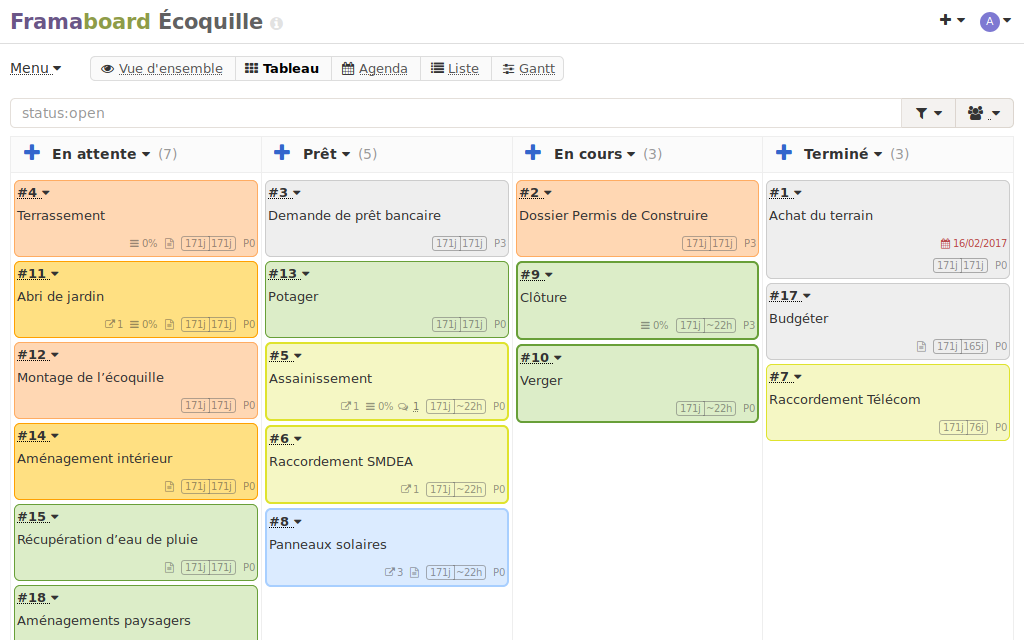 Framaboard Écoquille
A
Menu
Vue d'ensemble
Tableau
Agenda
Liste
Gantt
status:open
En attente (7)
#4
Terrassement
0% 171j 171j P0
#11
Abri de jardin
1 0% 171j 171j P0
#12
Montage de l’écoquille
171j 171j P0
#14
Aménagement intérieur
171j 171j P0
#15
Récupération d’eau de pluie
171j 171j P0
#18
Aménagements paysagers
Prêt (5)
#3
Demande de prêt bancaire
171j 171j P3
#13
Potager
171j 171j P0
#5
Assainissement
1 0% 1 171j ~22h P0
#6
Raccordement SMDEA
1 171j ~22h P0
#8
Panneaux solaires
3 171j ~22h P0
En cours (3)
#2
Dossier Permis de Construire
171j 171j P3
#9
Clôture
0% 171j ~22h P3
#10
Verger
171j ~22h P0
Terminé (3)
#1
Achat du terrain
16/02/2017
171j 171j P0
#17
Budgéter
171j 165j P0
#7
Raccordement Télécom
171j 76j P0